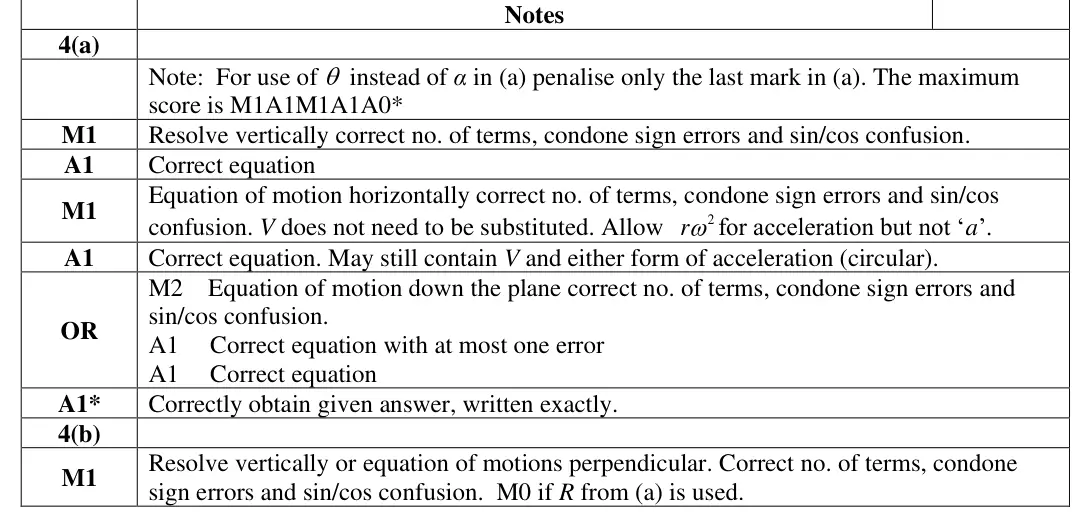 Notes
4(a)
Note: For use of θ instead of α in (a) penalise only the last mark in (a). The maximum
score is M1A1M1A1A0*
M1 Resolve vertically correct no. of terms, condone sign errors and sin/cos confusion.
A1 Correct equation
M1 Equation of motion horizontally correct no. of terms, condone sign errors and sin/cos
confusion. V does not need to be substituted. Allow rω² for acceleration but not ‘a’.
A1 Correct equation. May still contain V and either form of acceleration (circular).
OR M2 Equation of motion down the plane correct no. of terms, condone sign errors and
sin/cos confusion.
A1 Correct equation with at most one error
A1 Correct equation
A1* Correctly obtain given answer, written exactly.
4(b)
M1 Resolve vertically or equation of motions perpendicular. Correct no. of terms, condone
sign errors and sin/cos confusion. M0 if R from (a) is used.